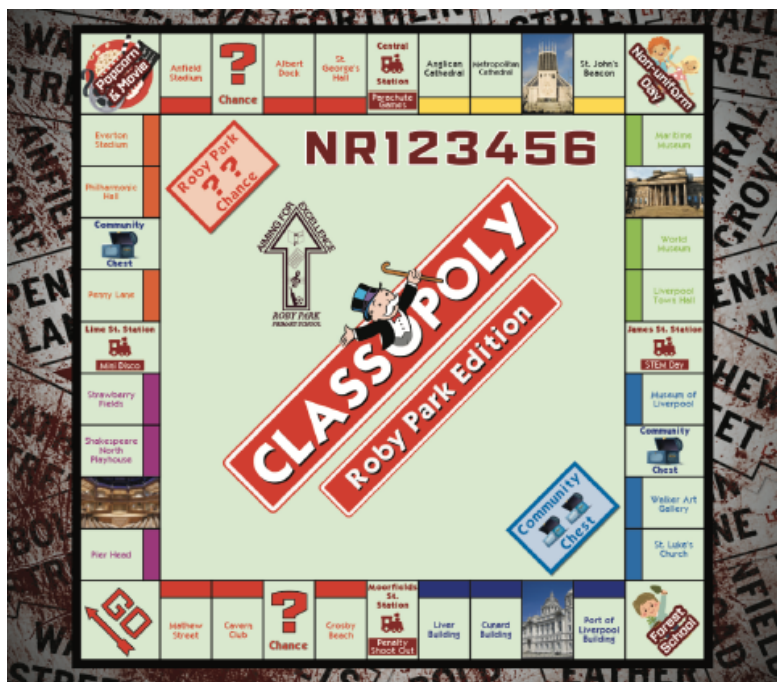 Popcorn
& Movie
Anfield
Stadium
?
Chance
Albert
Dock
St.
George's
Hall
Central
Station
Parachute
Games
Anglican
Cathedral
Metropolitan
Cathedral
St. John's
Beacon
Non-uniform
Day
Everton
Stadium
Philharmonic
Hall
Community
Chest
Penny Lane
Lime St. Station
Mini Disco
Strawberry
Fields
Shakespeare
North
Playhouse
Pier Head
Roby Park
? ?
Chance
NR123456
AIMING FOR EXCELLENCE
ROBY PARK
PRIMARY SCHOOL
CLASSOPOLY
Roby Park Edition
Community
Chest
Maritime
Museum
World
Museum
Liverpool
Town Hall
James St. Station
STEM Day
Museum of
Liverpool
Community
Chest
Walker Art
Gallery
St. Luke's
Church
GO
Mathew
Street
Cavern
Club
?
Chance
Crosby
Beach
Moorfields
St.
Station
Penalty
Shoot Out
Liver
Building
Cunard
Building
Port of
Liverpool
Building
Forest
School